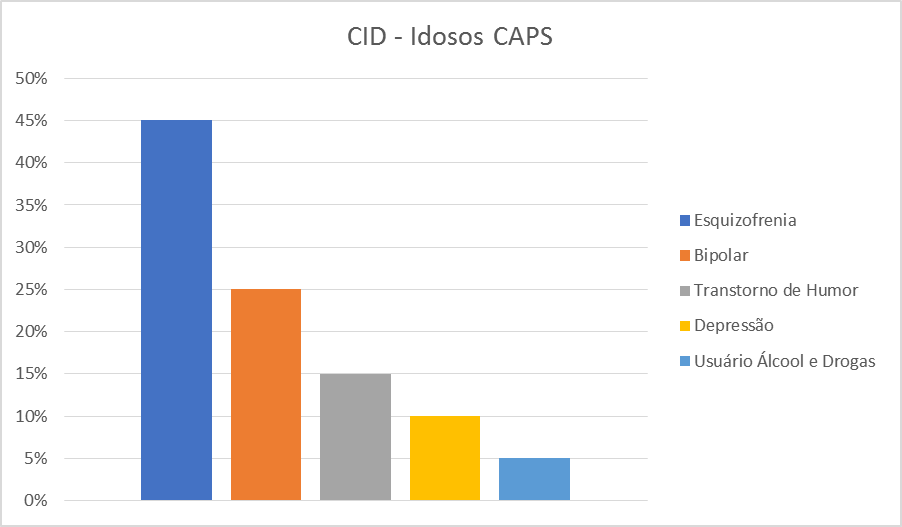 CID - Idosos CAPS
50%
45%
40%
35%
30%
25%
20%
15%
10%
5%
0%
Esquizofrenia
Bipolar
Transtorno de Humor
Depressão
Usuário Álcool e Drogas